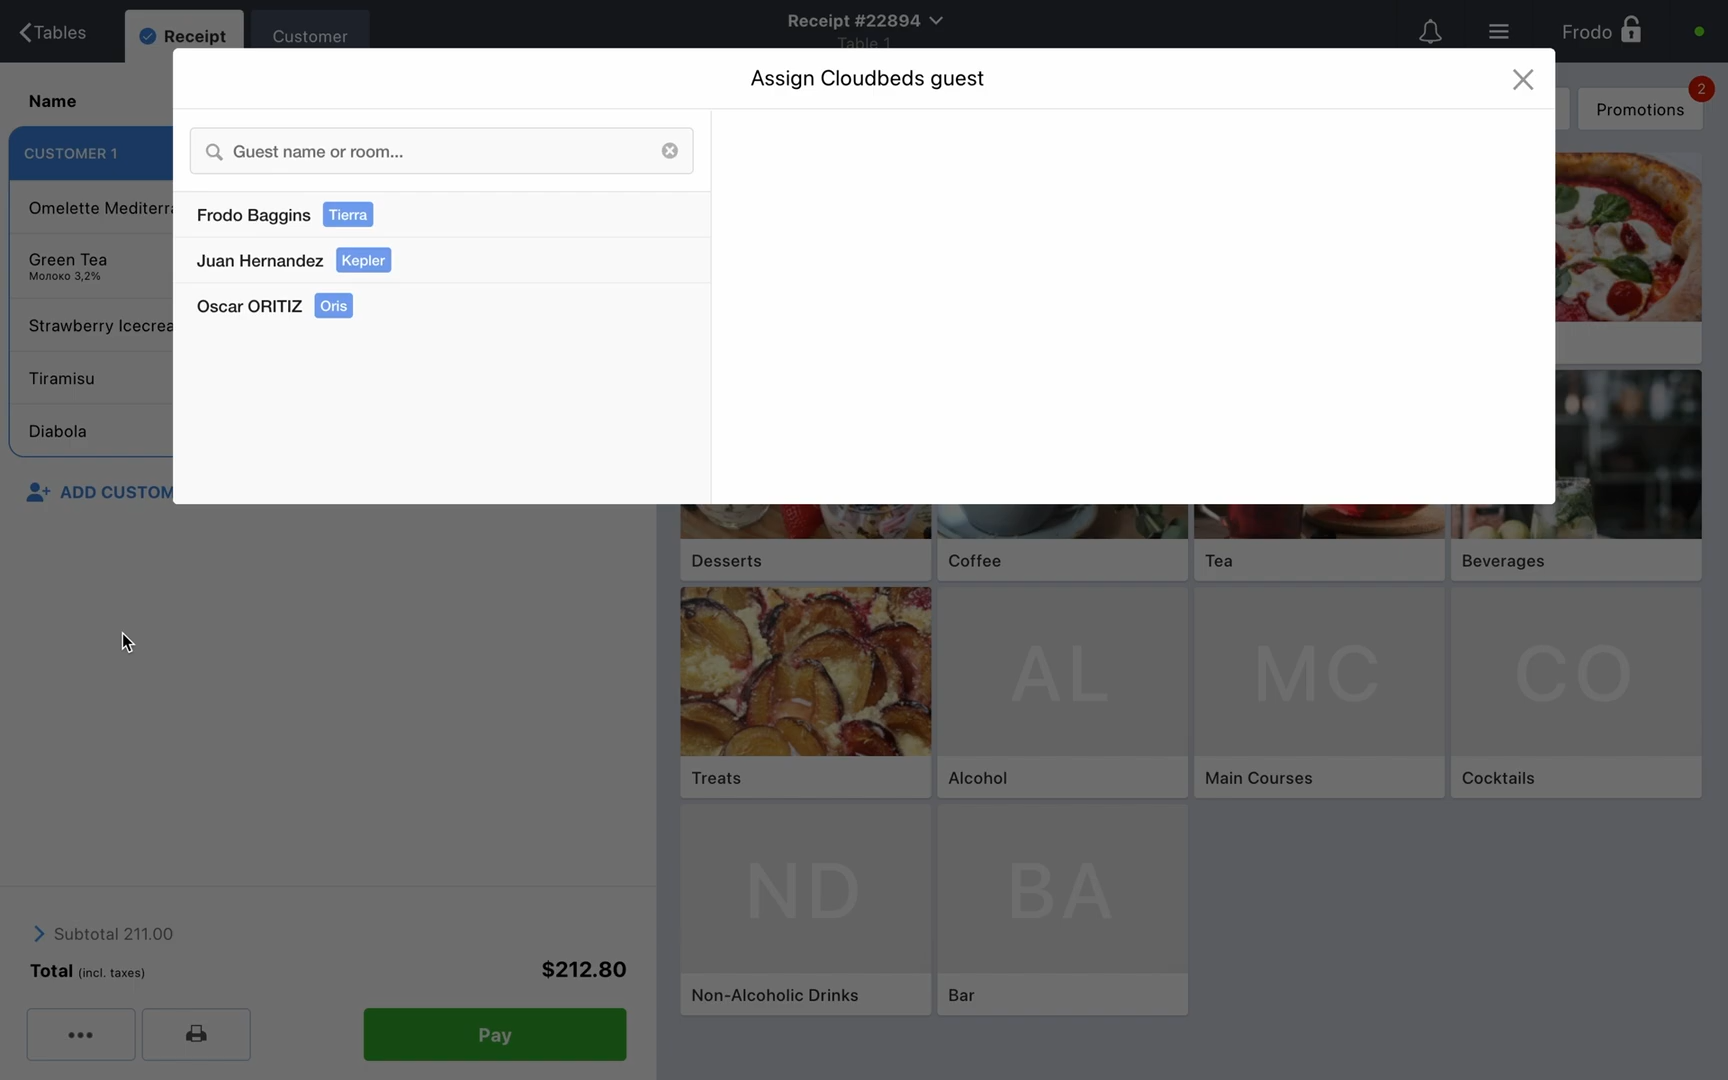 Tables
Receipt
Customer
Receipt #22894
Table 1
Frodo
Assign Cloudbeds guest
Name
Promotions
2
CUSTOMER 1
Guest name or room...
Omelette Mediterra
Frodo Baggins Tierra
Green Tea
Молоко 3,2%
Juan Hernandez Kepler
Oscar ORITIZ Oris
Strawberry Icecrea
Tiramisu
Diabola
ADD CUSTOM
Desserts
Coffee
Tea
Beverages
AL
MC
CO
Treats
Alcohol
Main Courses
Cocktails
ND
BA
Non-Alcoholic Drinks
Bar
Subtotal 211.00
Total (incl. taxes) $212.80
Pay